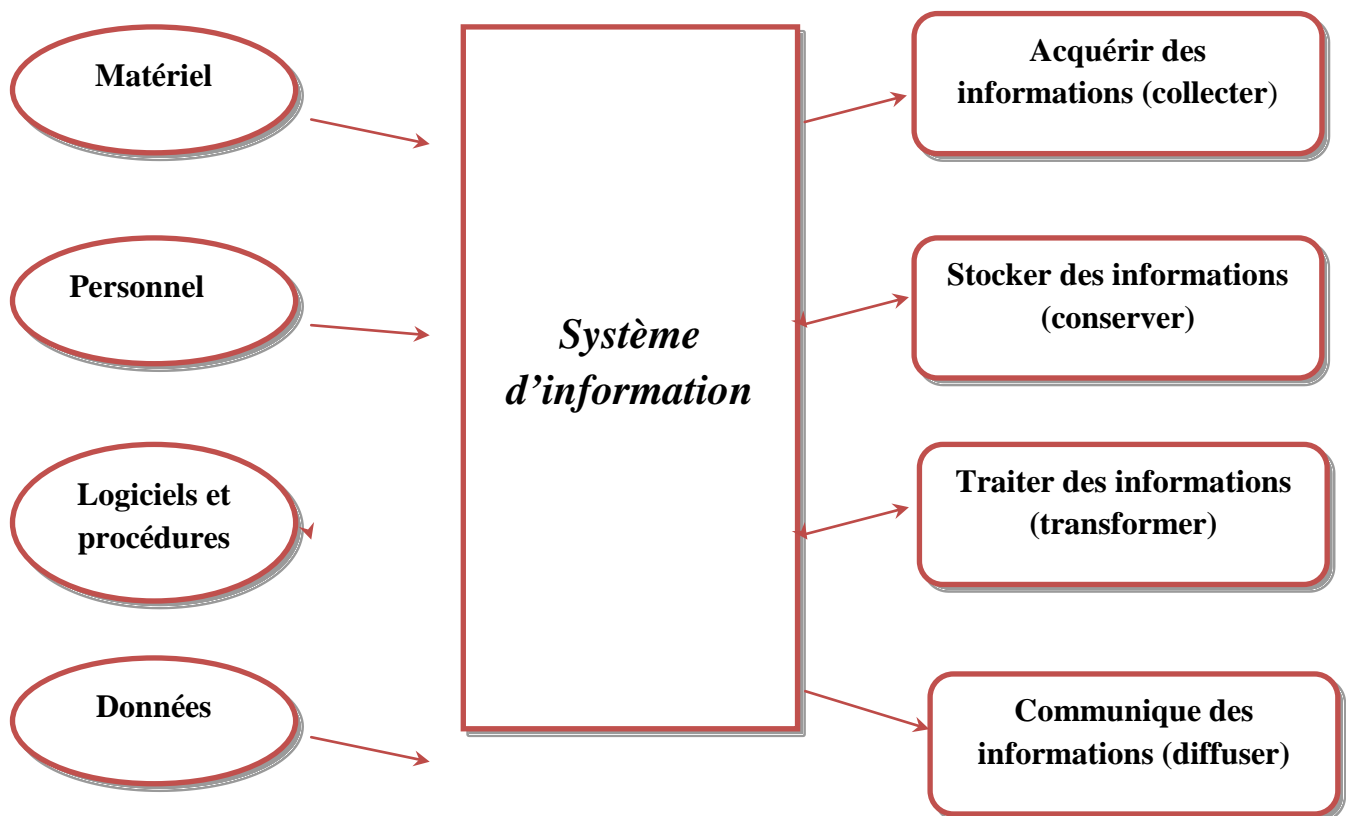 Matériel
Personnel
Logiciels et
procédures
Données
Système
d’information
Acquérir des
informations (collecter)
Stocker des informations
(conserver)
Traiter des informations
(transformer)
Communique des
informations (diffuser)